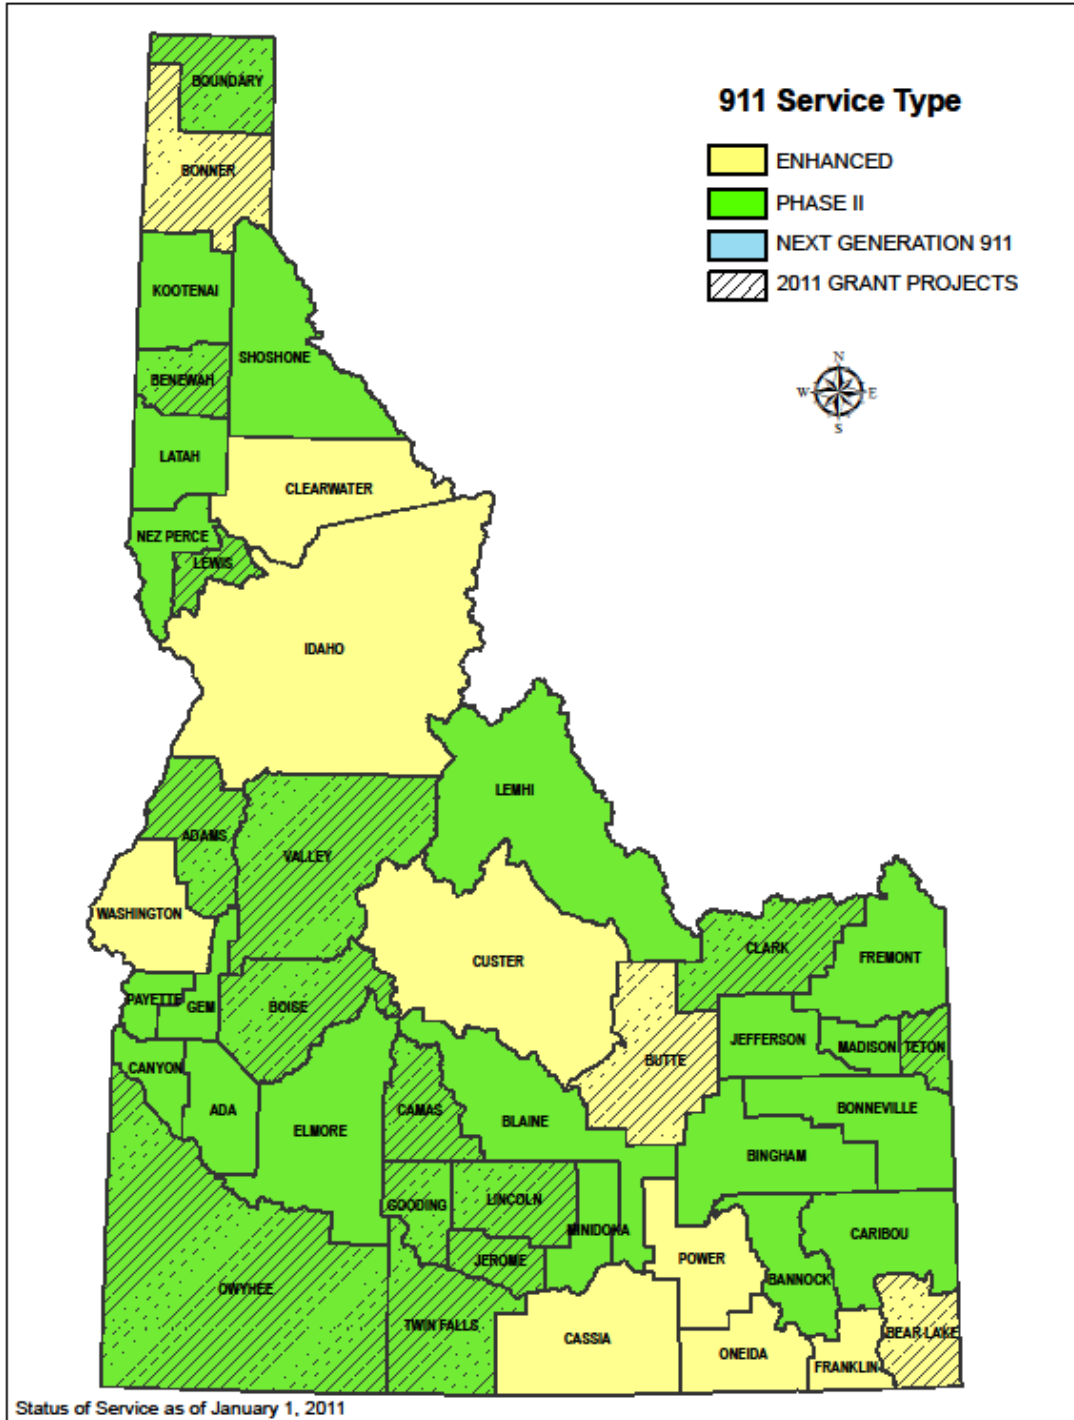 911 Service Type
ENHANCED
PHASE II
NEXT GENERATION 911
2011 GRANT PROJECTS
N
W E
S
BOUNDARY
BONNER
KOOTENAI
SHOSHONE
BENEWAH
LATAH
CLEARWATER
NEZ PERCE
LEWIS
IDAHO
LEMHI
ADAMS
VALLEY
WASHINGTON
CUSTER
CLARK
FREMONT
PAYETTE
GEM
BOISE
BUTTE
JEFFERSON
MADISON
TETON
CANYON
ADA
ELMORE
CAMAS
BLAINE
BONNEVILLE
BINGHAM
GOODING
LINCOLN
MINIDOKA
JEROME
POWER
CARIBOU
BANNOCK
OWYHEE
TWIN FALLS
CASSIA
ONEIDA
FRANKLIN
BEAR LAKE
Status of Service as of January 1, 2011